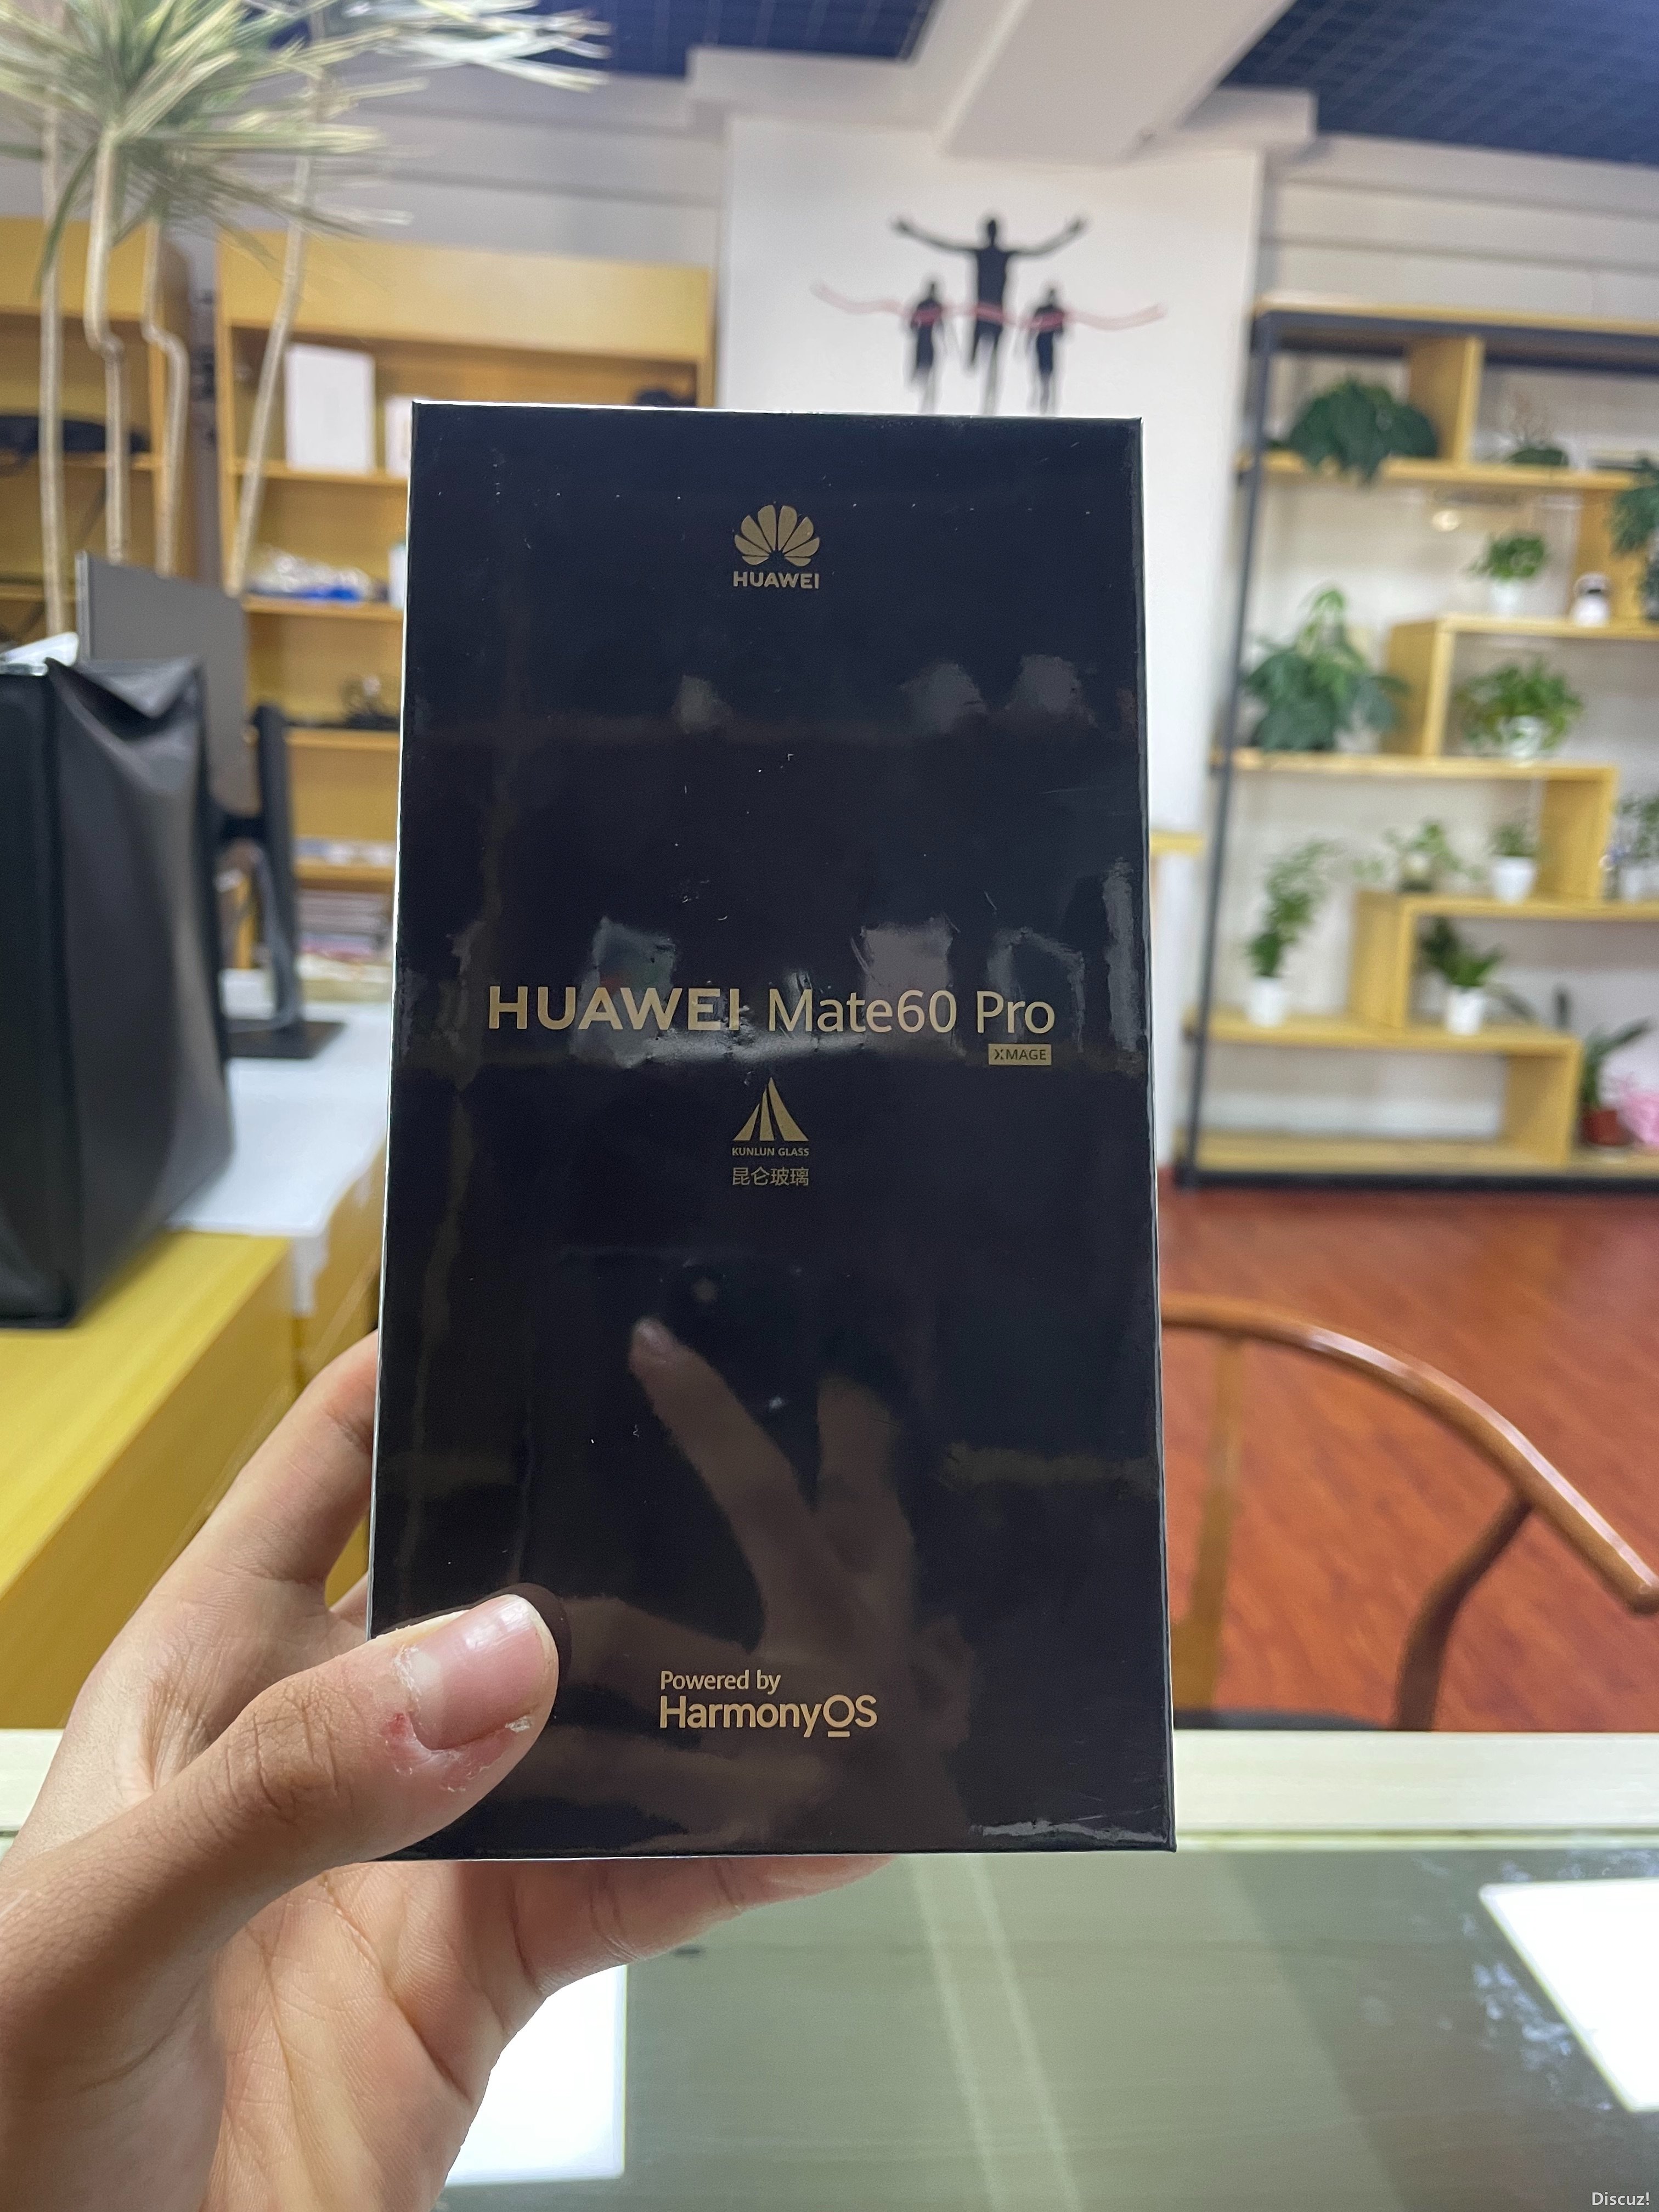 HUAWEI
HUAWEI Mate60 Pro
XMAGE
KUNLUN GLASS
昆仑玻璃
Powered by
HarmonyOS
Discuz!